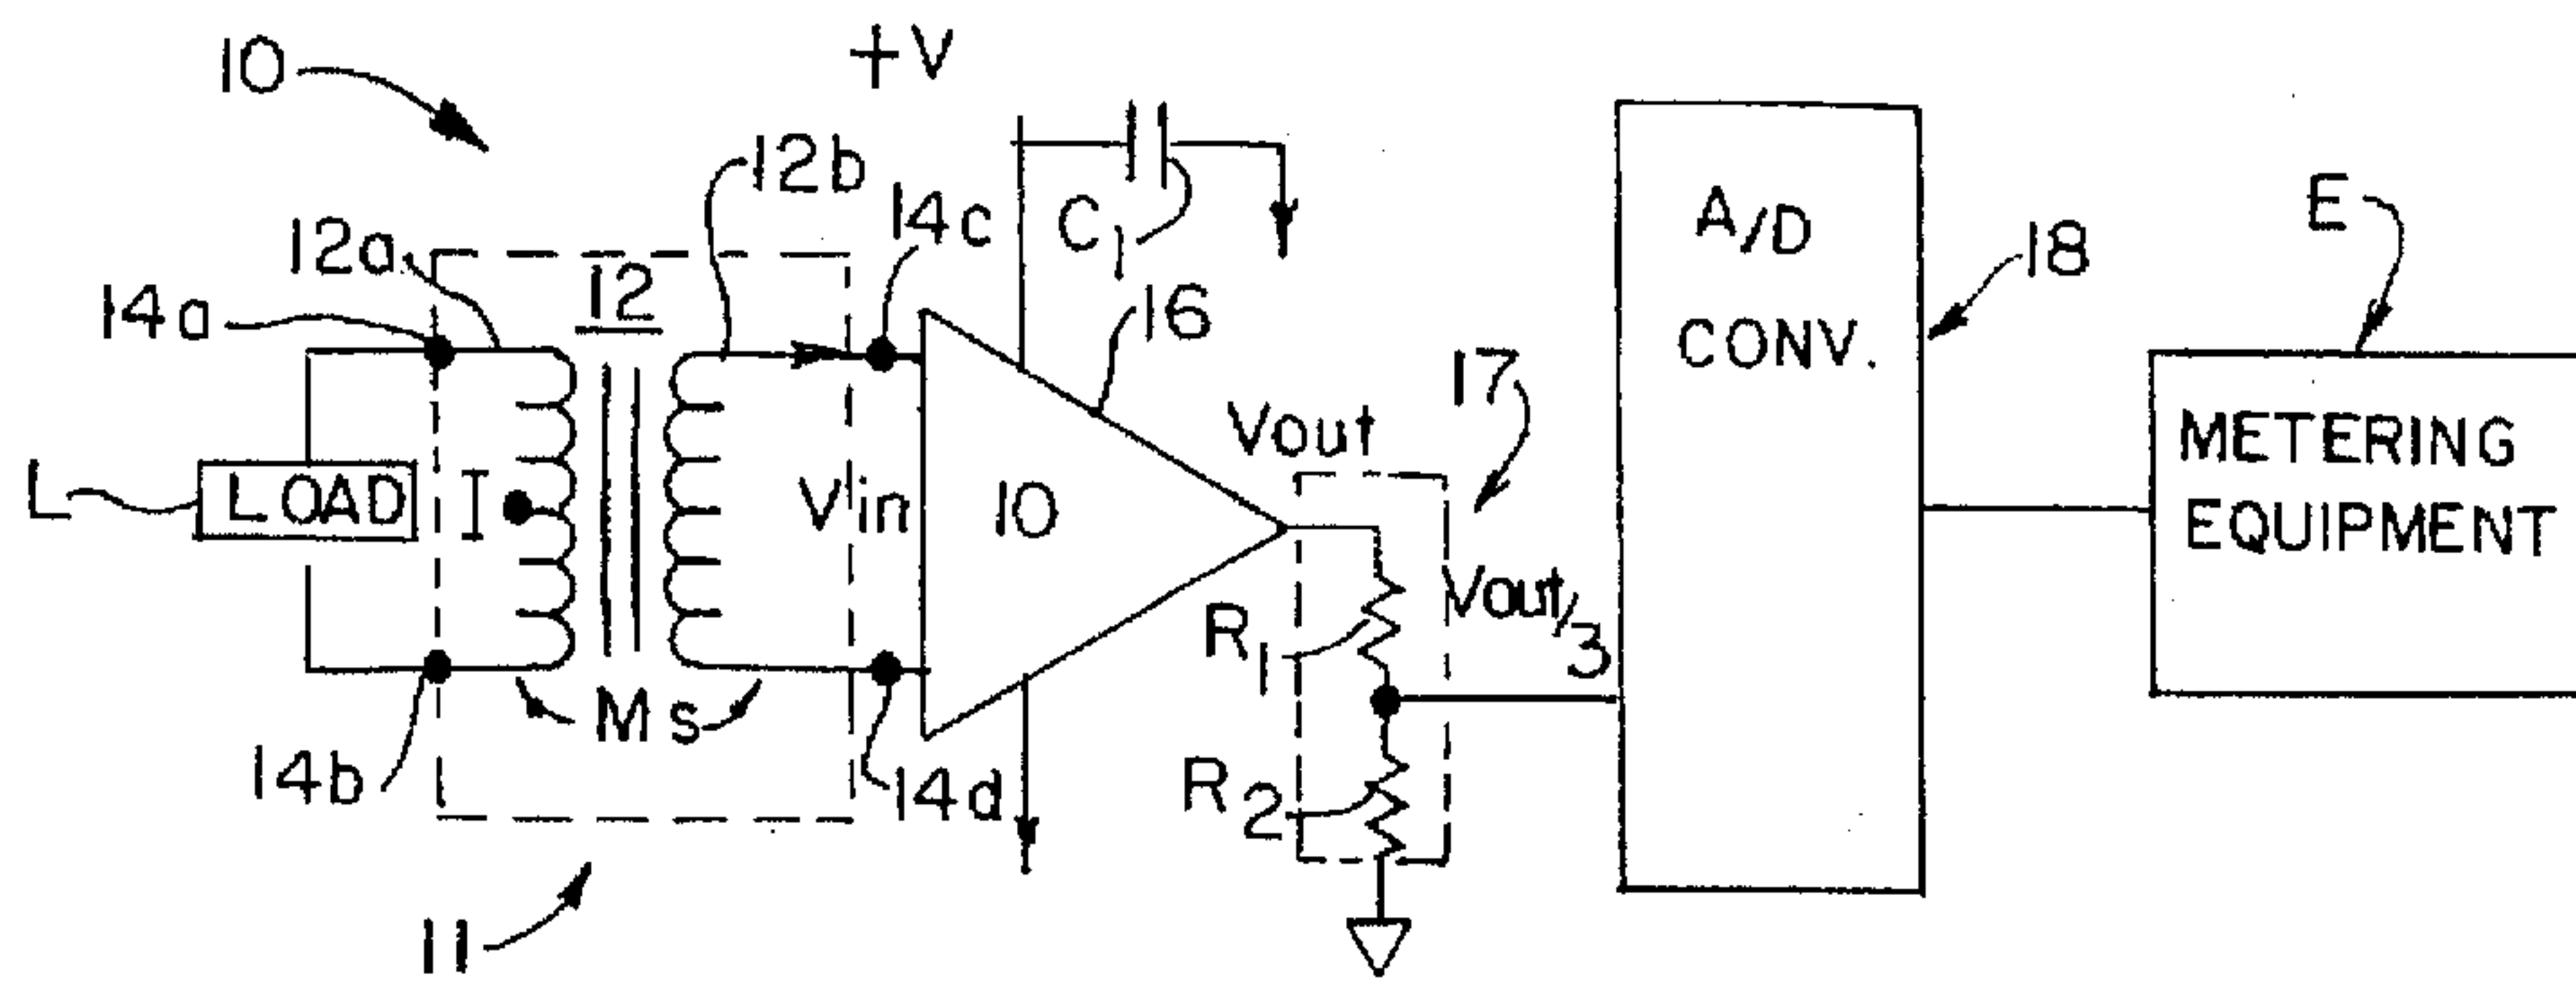 10
+V
12b
14c
C1
12a
12
14a
16
A/D
CONV.
18
E
17
Vout
L
LOAD
I
Vin
10
METERING
EQUIPMENT
R1
Vout/3
Ms
14b
14d
R2
11